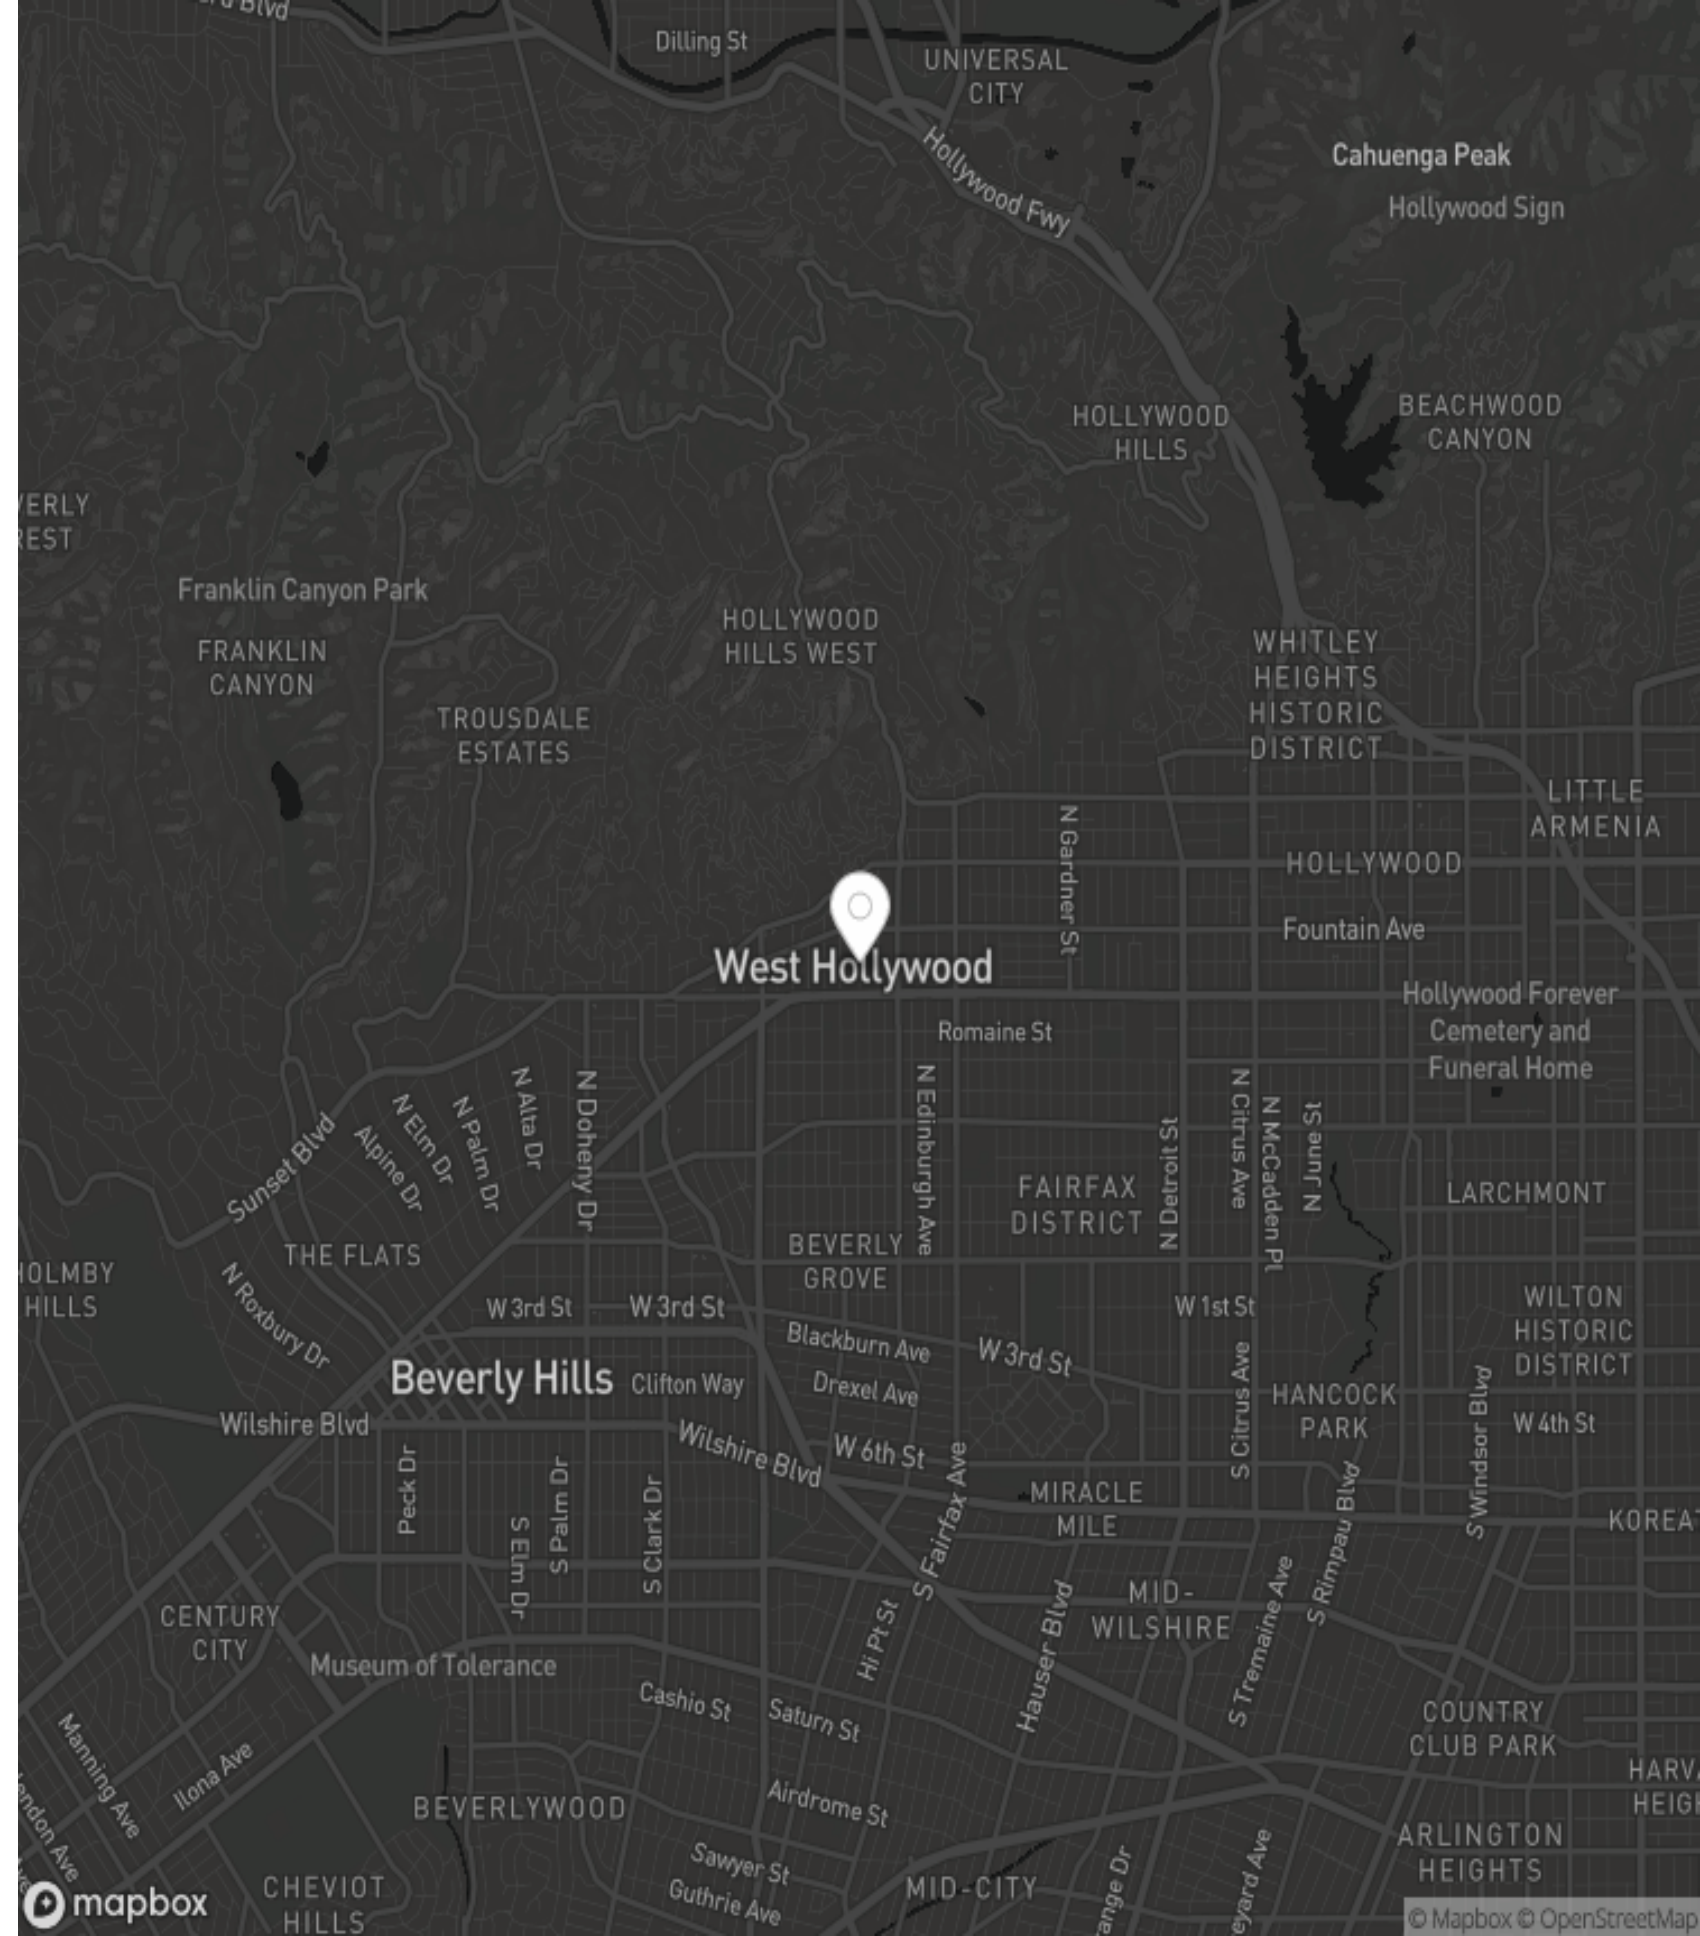 Dilling St
UNIVERSAL
CITY
Hollywood Fwy
Cahuenga Peak
Hollywood Sign
HOLLYWOOD
HILLS
BEACHWOOD
CANYON
Franklin Canyon Park
FRANKLIN
CANYON
HOLLYWOOD
HILLS WEST
WHITLEY
HEIGHTS
HISTORIC
DISTRICT
TROUSDALE
ESTATES
LITTLE
ARMENIA
N Gardner St
HOLLYWOOD
Fountain Ave
West Hollywood
Hollywood Forever
Cemetery and
Funeral Home
Romaine St
Sunset Blvd
Alpine Dr
N Elm Dr
N Palm Dr
N Alta Dr
N Doheny Dr
N Edinburgh Ave
FAIRFAX
DISTRICT
N Detroit St
N Citrus Ave
N McCadden Pl
N June St
LARCHMONT
THE FLATS
BEVERLY
GROVE
HILLS
N Roxbury Dr
W 3rd St
W 3rd St
W 1st St
WILTON
HISTORIC
DISTRICT
Blackburn Ave
W 3rd St
Beverly Hills
Clifton Way
Drexel Ave
S Citrus Ave
HANCOCK
PARK
S Windsor Blvd
W 4th St
Wilshire Blvd
Wilshire Blvd
W 6th St
Peck Dr
S Elm Dr
S Palm Dr
S Clark Dr
S Fairfax Ave
MIRACLE
MILE
S Rimpau Blvd
CENTURY
CITY
Museum of Tolerance
Hi Pt St
Hauser Blvd
MID-
WILSHIRE
S Tremaine Ave
Cashio St
Saturn St
COUNTRY
CLUB PARK
Manning Ave
Ilona Ave
BEVERLYWOOD
Airdrome St
ARLINGTON
HEIGHTS
Sawyer St
Guthrie Ave
MID-CITY
CHEVIOT
HILLS
mapbox
© Mapbox © OpenStreetMap